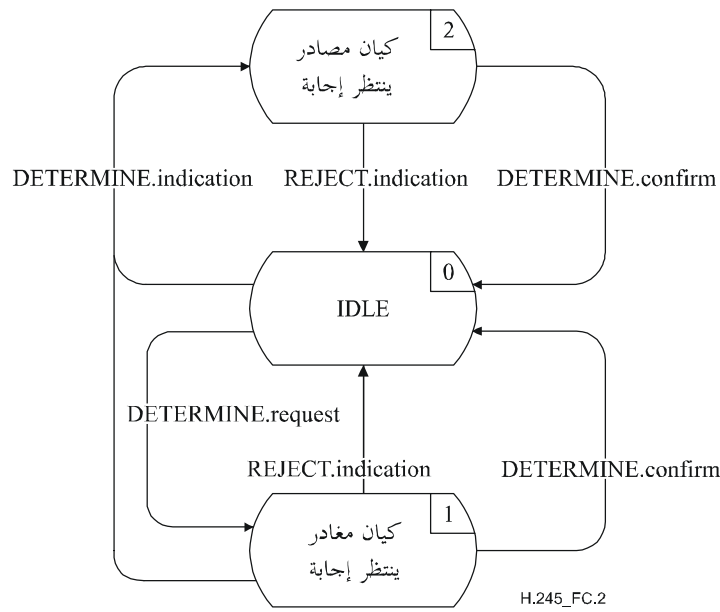 2
كيان مصادر
ينتظر إجابة
DETERMINE.indication
REJECT.indication
DETERMINE.confirm
0
IDLE
DETERMINE.request
REJECT.indication
DETERMINE.confirm
1
كيان مغادر
ينتظر إجابة
H.245_FC.2